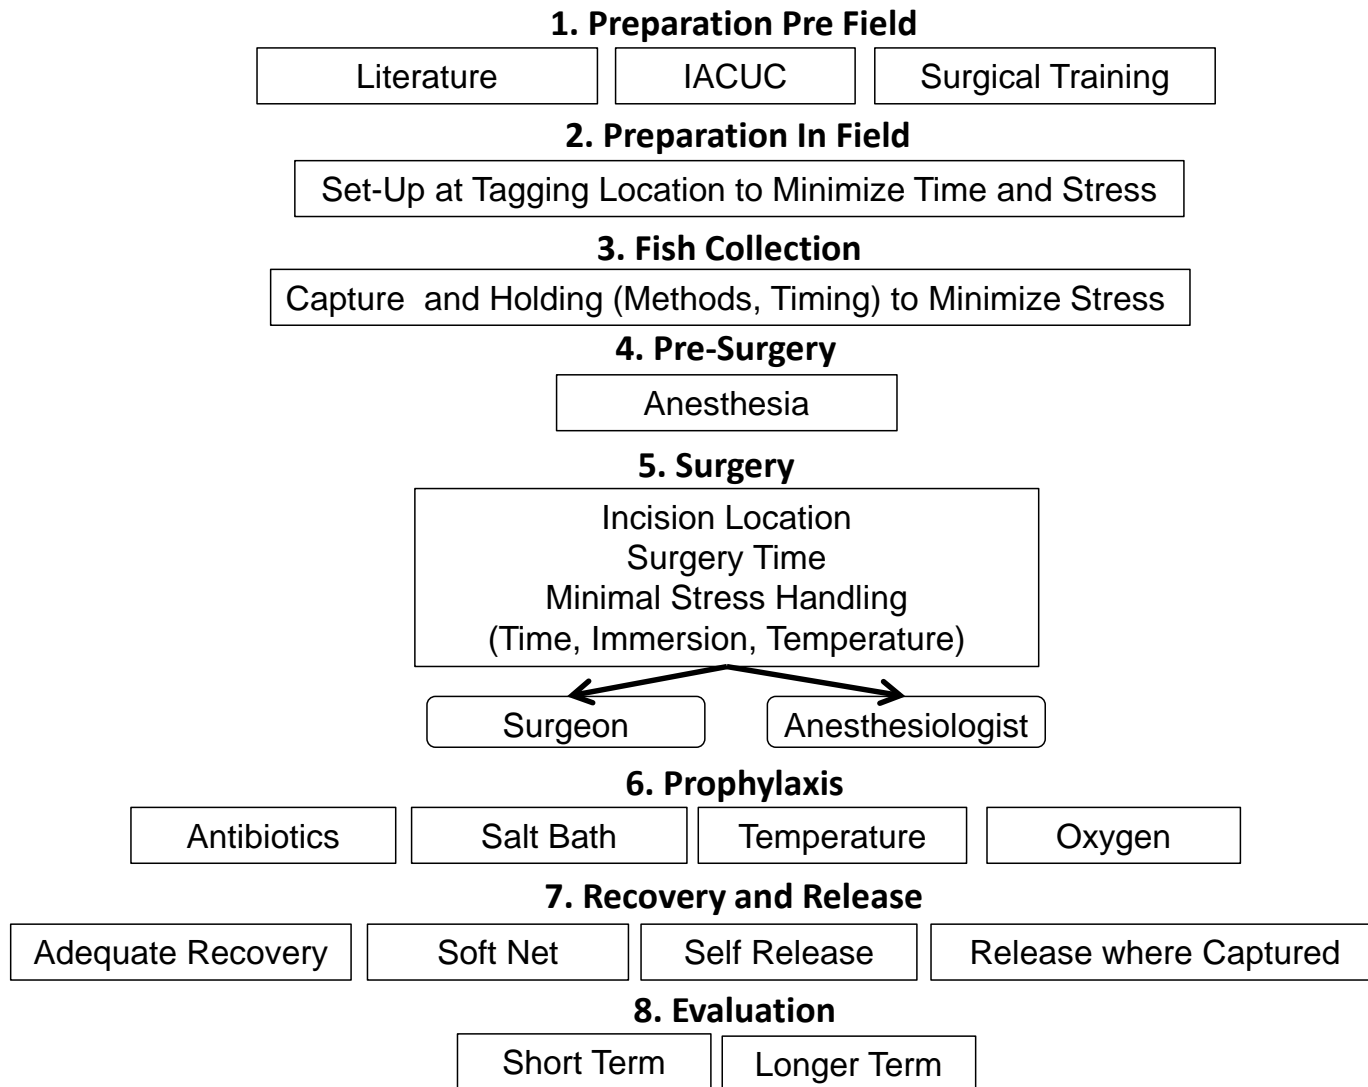 1. Preparation Pre Field
Literature
IACUC
Surgical Training
2. Preparation In Field
Set-Up at Tagging Location to Minimize Time and Stress
3. Fish Collection
Capture  and Holding (Methods, Timing) to Minimize Stress
4. Pre-Surgery
Anesthesia
5. Surgery
Incision Location
Surgery Time
Minimal Stress Handling
(Time, Immersion, Temperature)
Surgeon
Anesthesiologist
6. Prophylaxis
Antibiotics
Salt Bath
Temperature
Oxygen
7. Recovery and Release
Adequate Recovery
Soft Net
Self Release
Release where Captured
8. Evaluation
Short Term
Longer Term